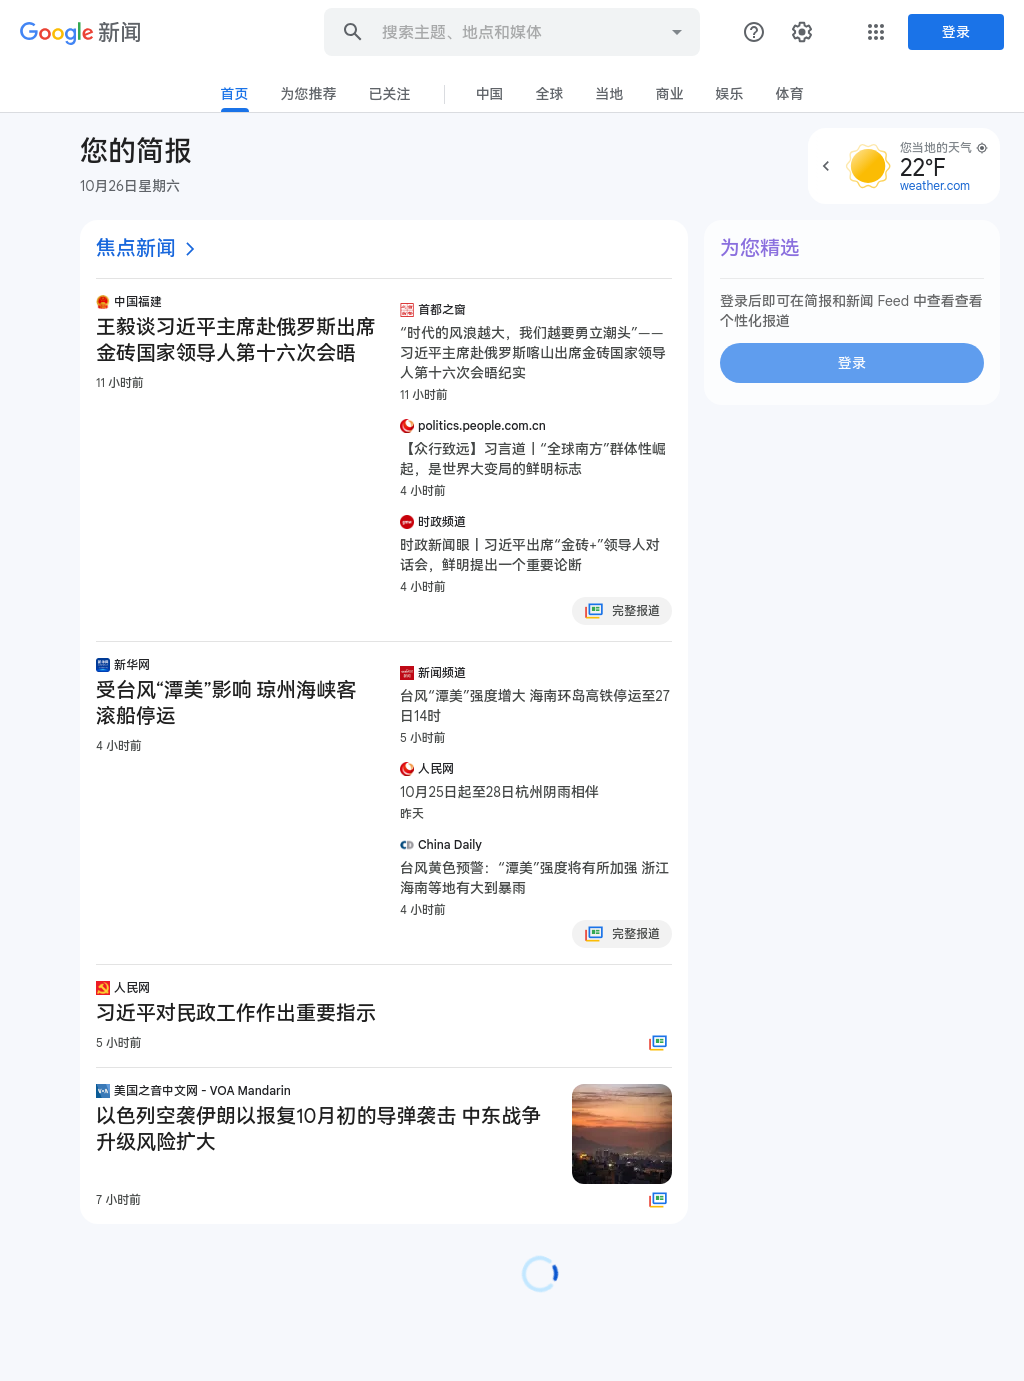 Google 新闻
搜索主题、地点和媒体
登录
首页
为您推荐
已关注
中国
全球
当地
商业
娱乐
体育
您的简报
10月26日星期六
您当地的天气
22°F
weather.com
焦点新闻
中国福建
王毅谈习近平主席赴俄罗斯出席
金砖国家领导人第十六次会晤
11 小时前
首都之窗
“时代的风浪越大，我们越要勇立潮头”——
习近平主席赴俄罗斯喀山出席金砖国家领导
人第十六次会晤纪实
11 小时前
politics.people.com.cn
【众行致远】习言道丨“全球南方”群体性崛
起，是世界大变局的鲜明标志
4 小时前
时政频道
时政新闻眼丨习近平出席“金砖+”领导人对
话会，鲜明提出一个重要论断
4 小时前
完整报道
新华网
受台风“潭美”影响 琼州海峡客
滚船停运
4 小时前
新闻频道
台风“潭美”强度增大 海南环岛高铁停运至27
日14时
5 小时前
人民网
10月25日起至28日杭州阴雨相伴
昨天
China Daily
台风黄色预警：“潭美”强度将有所加强 浙江
海南等地有大到暴雨
4 小时前
完整报道
人民网
习近平对民政工作作出重要指示
5 小时前
美国之音中文网 - VOA Mandarin
以色列空袭伊朗以报复10月初的导弹袭击 中东战争
升级风险扩大
7 小时前
为您精选
登录后即可在简报和新闻 Feed 中查看查看
个性化报道
登录